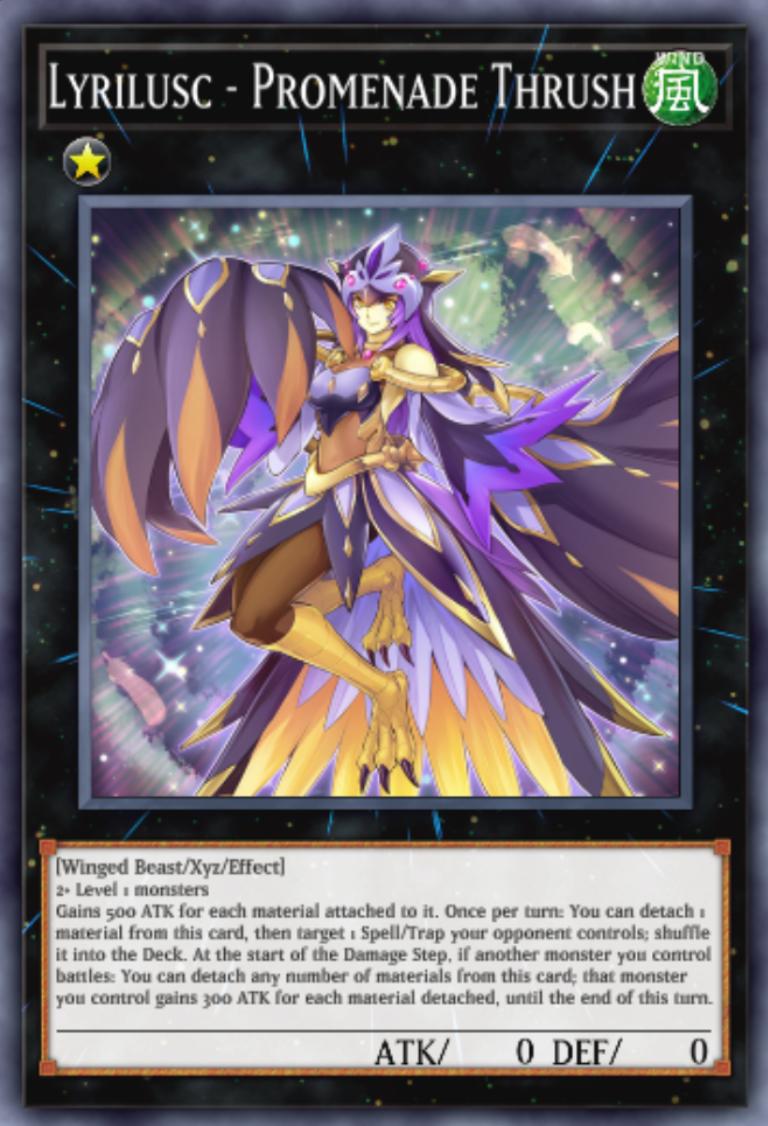 Lyrilusc - Promenade Thrush
WIND
風
[Winged Beast/Xyz/Effect]
2+ Level 1 monsters
Gains 500 ATK for each material attached to it. Once per turn: You can detach 1
material from this card, then target 1 Spell/Trap your opponent controls; shuffle
it into the Deck. At the start of the Damage Step, if another monster you control
battles: You can detach any number of materials from this card; that monster
you control gains 300 ATK for each material detached, until the end of this turn.
ATK/ 0 DEF/ 0